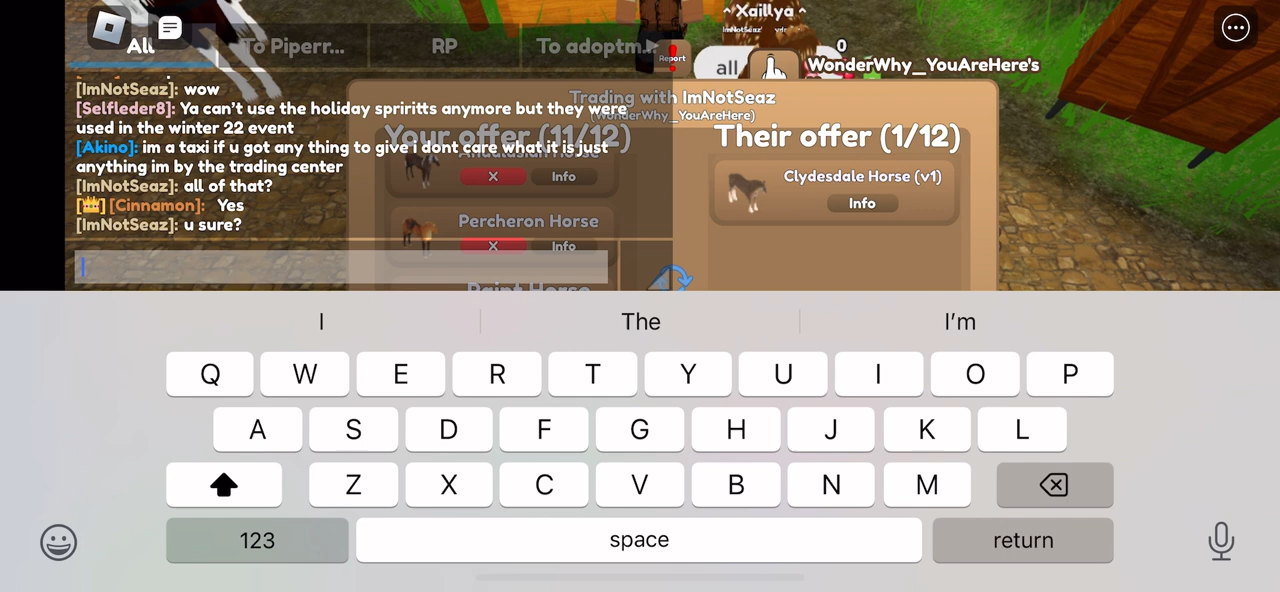 ^ Xaillya ^
All
To Piperr...
RP
To adoptm...
Report
all
0
WonderWhy_YouAreHere's
[ImNotSeaz]: wow
[Selfleder8]: Ya can't use the holiday spriritts anymore but they were
used in the winter 22 event
[Akino]: im a taxi if u got any thing to give i dont care what it is just
anything im by the trading center
[ImNotSeaz]: all of that?
[👑] [Cinnamon]: Yes
[ImNotSeaz]: u sure?
Trading with ImNotSeaz
(WonderWhy_YouAreHere)
Your offer (11/12)
Horse
X
Info
Percheron Horse
X
Info
Paint Horse
Their offer (1/12)
Clydesdale Horse (v1)
Info
I
The
I'm
Q W E R T Y U I O P
A S D F G H J K L
Z X C V B N M
123
space
return